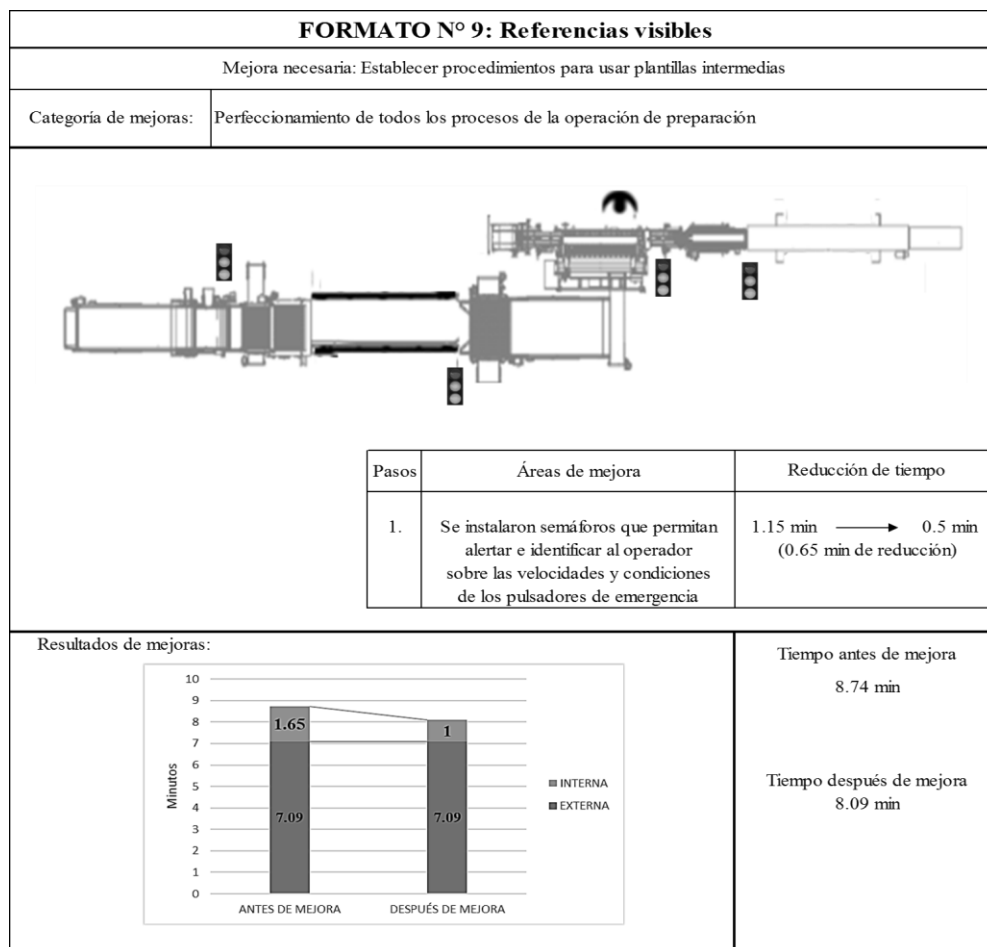 FORMATO N° 9: Referencias visibles
Mejora necesaria: Establecer procedimientos para usar plantillas intermedias
Categoría de mejoras:
Perfeccionamiento de todos los procesos de la operación de preparación
Pasos
Áreas de mejora
Reducción de tiempo
1.
Se instalaron semáforos que permitan
alertar e identificar al operador
sobre las velocidades y condiciones
de los pulsadores de emergencia
1.15 min → 0.5 min
(0.65 min de reducción)
Resultados de mejoras:
10
9
8
7
6
5
4
3
2
1
0
Minutos
1.65
7.09
1
7.09
ANTES DE MEJORA
DESPUÉS DE MEJORA
INTERNA
EXTERNA
Tiempo antes de mejora
8.74 min
Tiempo después de mejora
8.09 min